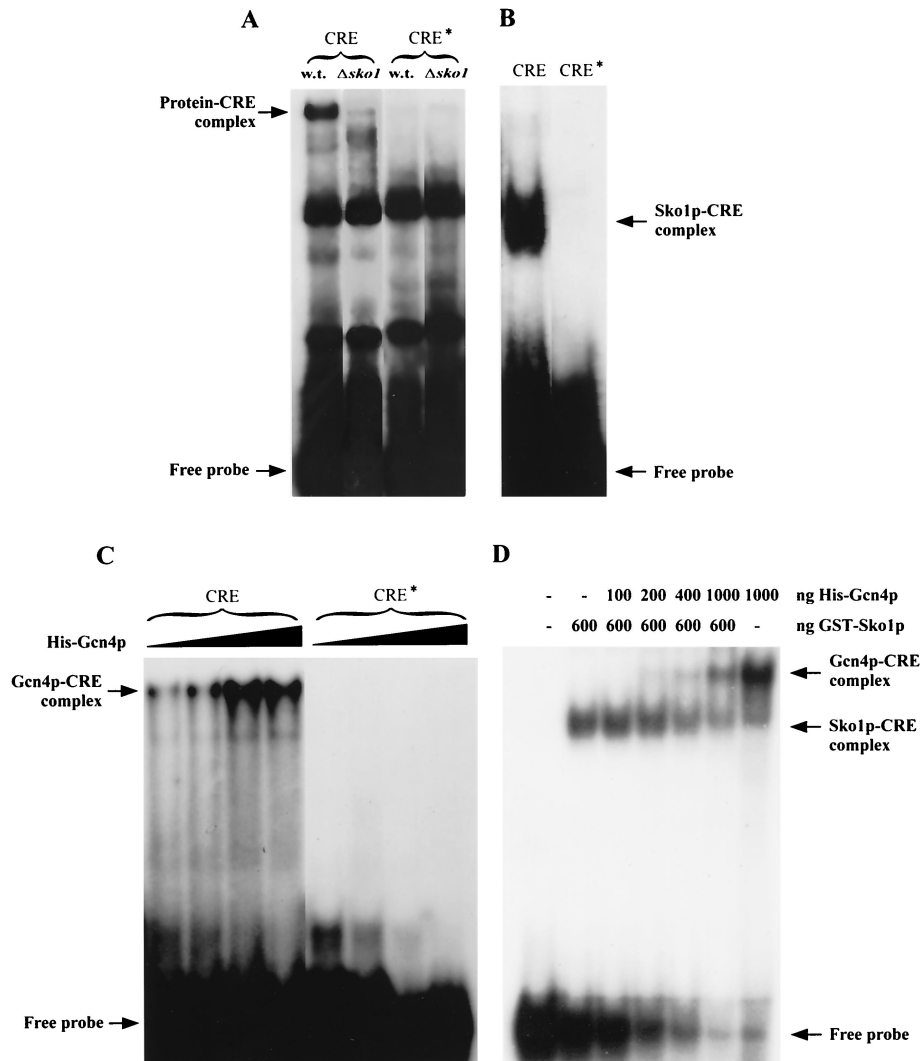 A
B
CRE
CRE*
w.t.
Δsko1
w.t.
Δsko1
CRE
CRE*
Protein-CRE
complex
Sko1p-CRE
complex
Free probe
Free probe
C
D
CRE
CRE*
His-Gcn4p
- - 100 200 400 1000 1000 ng His-Gcn4p
- 600 600 600 600 600 - ng GST-Sko1p
Gcn4p-CRE
complex
Gcn4p-CRE
complex
Sko1p-CRE
complex
Free probe
Free probe